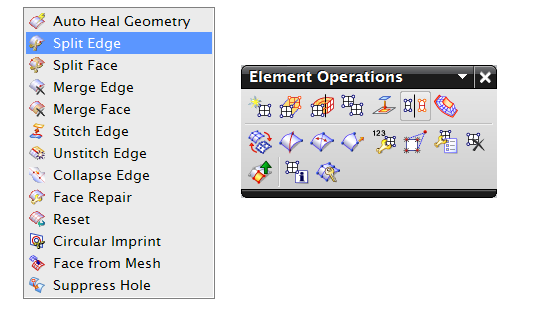 Auto Heal Geometry
Split Edge
Split Face
Merge Edge
Merge Face
Stitch Edge
Unstitch Edge
Collapse Edge
Face Repair
Reset
Circular Imprint
Face from Mesh
Suppress Hole
Element Operations
123